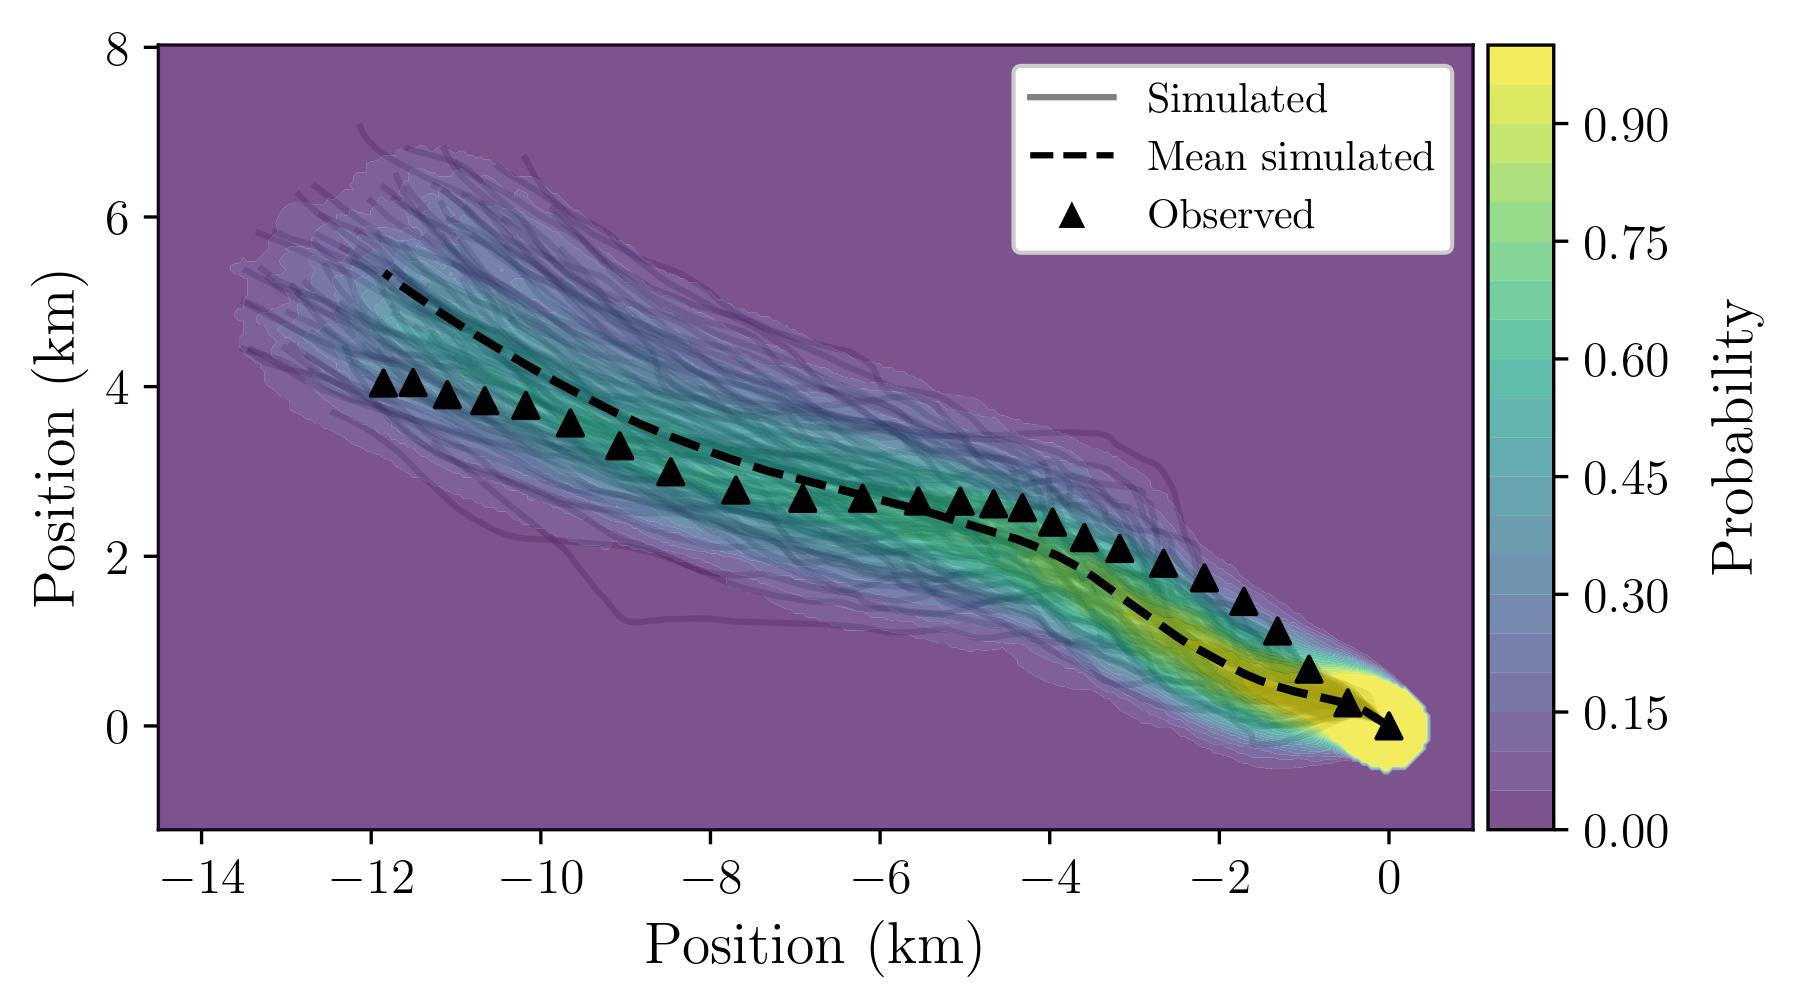 Simulated
Mean simulated
Observed
8
6
4
2
0
Position (km)
−14 −12 −10 −8 −6 −4 −2 0
Position (km)
0.90
0.75
0.60
0.45
0.30
0.15
0.00
Probability